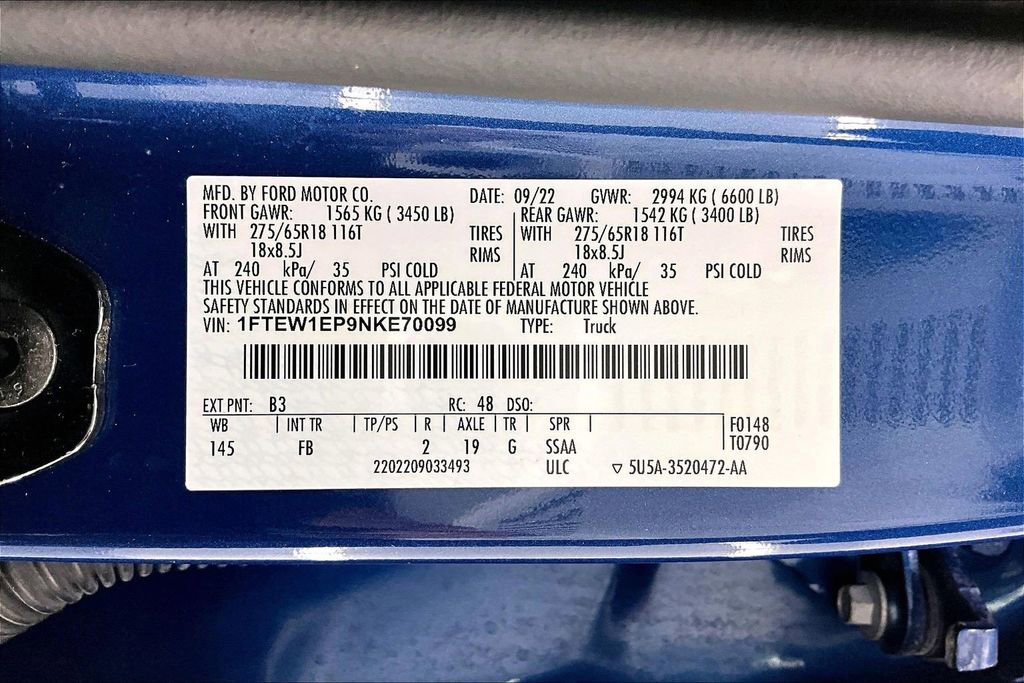 MFD. BY FORD MOTOR CO. DATE: 09/22 GVWR: 2994 KG ( 6600 LB)
FRONT GAWR: 1565 KG ( 3450 LB) REAR GAWR: 1542 KG ( 3400 LB)
WITH 275/65R18 116T TIRES WITH 275/65R18 116T TIRES
18x8.5J RIMS 18x8.5J RIMS
AT 240 kPa/ 35 PSI COLD AT 240 kPa/ 35 PSI COLD
THIS VEHICLE CONFORMS TO ALL APPLICABLE FEDERAL MOTOR VEHICLE
SAFETY STANDARDS IN EFFECT ON THE DATE OF MANUFACTURE SHOWN ABOVE.
VIN: 1FTEW1EP9NKE70099 TYPE: Truck
EXT PNT: B3 RC: 48 DSO:
WB INT TR TP/PS R AXLE TR SPR F0148
145 FB 2 19 G SSAA T0790
2202209033493 ULC ▽ 5U5A-3520472-AA